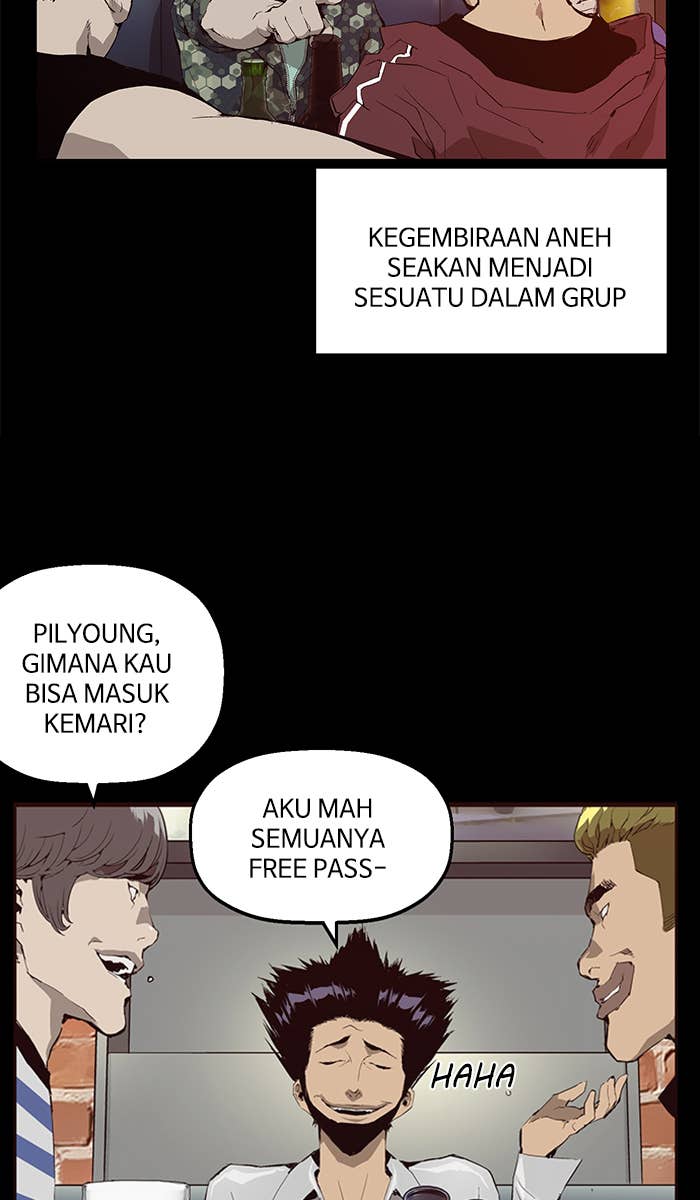 KEGEMBIRAAN ANEH
SEAKAN MENJADI
SESUATU DALAM GRUP
PILYOUNG,
GIMANA KAU
BISA MASUK
KEMARI?
AKU MAH
SEMUANYA
FREE PASS-
HAHA